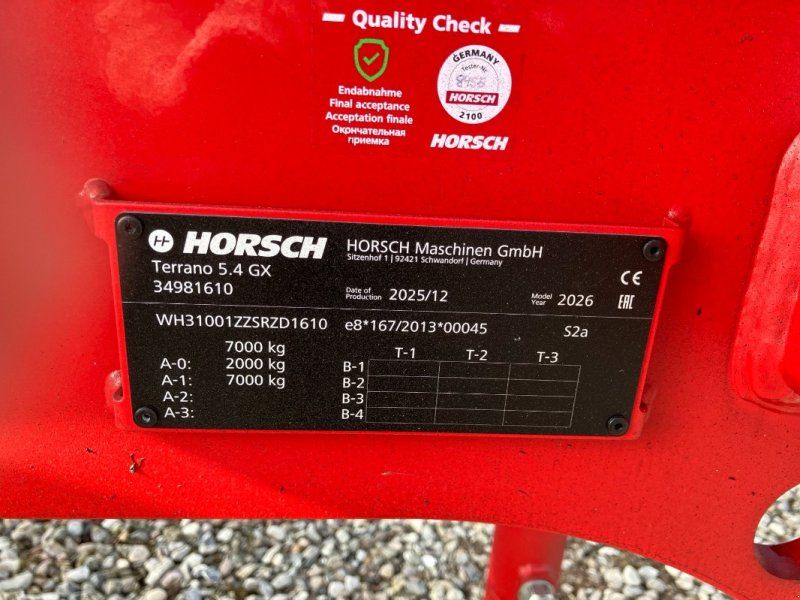 Quality Check
Endabnahme
Final acceptance
Acceptation finale
Окончательная
приемка
GERMANY
Tester-Nr.
HORSCH
2100
HORSCH
HORSCH
HORSCH Maschinen GmbH
Sitzenhof 1 | 92421 Schwandorf | Germany
Terrano 5.4 GX
34981610
Date of
Production 2025/12
Model
Year 2026
CE
EAC
WH31001ZZSRZD1610 e8*167/2013*00045 S2a
7000 kg
A-0: 2000 kg
A-1: 7000 kg
A-2:
A-3:
T-1 T-2 T-3
B-1
B-2
B-3
B-4